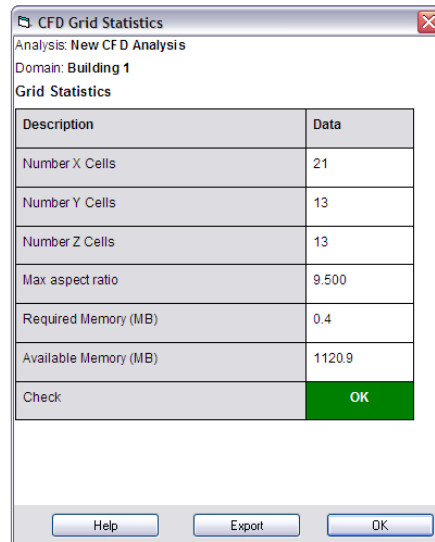 CFD Grid Statistics
Analysis: New CFD Analysis
Domain: Building 1
Grid Statistics
Description Data
Number X Cells 21
Number Y Cells 13
Number Z Cells 13
Max aspect ratio 9.500
Required Memory (MB) 0.4
Available Memory (MB) 1120.9
Check OK
Help Export OK